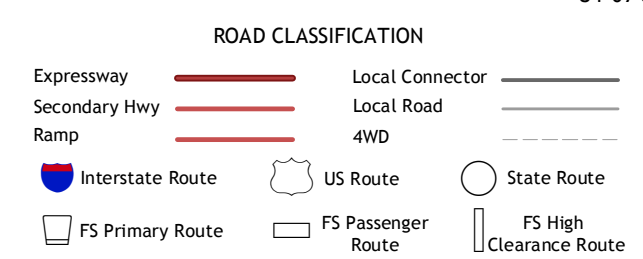 ROAD CLASSIFICATION
Expressway
Local Connector
Secondary Hwy
Local Road
Ramp
4WD
Interstate Route
US Route
State Route
FS Primary Route
FS Passenger
Route
FS High
Clearance Route